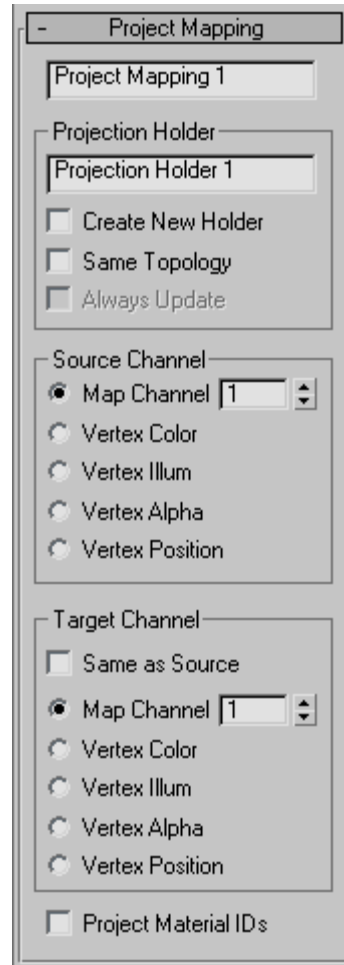 - Project Mapping
Project Mapping 1
Projection Holder
Projection Holder 1
Create New Holder
Same Topology
Always Update
Source Channel
Map Channel 1
Vertex Color
Vertex Illum
Vertex Alpha
Vertex Position
Target Channel
Same as Source
Map Channel 1
Vertex Color
Vertex Illum
Vertex Alpha
Vertex Position
Project Material IDs